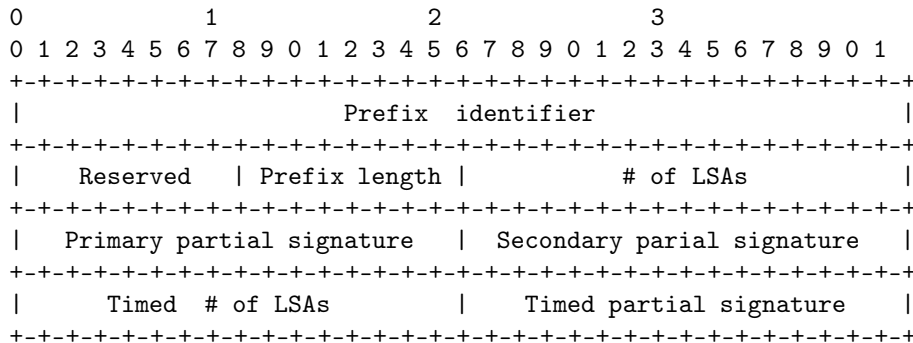 0                   1                   2                   3
0 1 2 3 4 5 6 7 8 9 0 1 2 3 4 5 6 7 8 9 0 1 2 3 4 5 6 7 8 9 0 1
+-+-+-+-+-+-+-+-+-+-+-+-+-+-+-+-+-+-+-+-+-+-+-+-+-+-+-+-+-+-+-+-+
| Prefix identifier |
+-+-+-+-+-+-+-+-+-+-+-+-+-+-+-+-+-+-+-+-+-+-+-+-+-+-+-+-+-+-+-+-+
| Reserved | Prefix length | # of LSAs |
+-+-+-+-+-+-+-+-+-+-+-+-+-+-+-+-+-+-+-+-+-+-+-+-+-+-+-+-+-+-+-+-+
| Primary partial signature | Secondary parial signature |
+-+-+-+-+-+-+-+-+-+-+-+-+-+-+-+-+-+-+-+-+-+-+-+-+-+-+-+-+-+-+-+-+
| Timed # of LSAs | Timed partial signature |
+-+-+-+-+-+-+-+-+-+-+-+-+-+-+-+-+-+-+-+-+-+-+-+-+-+-+-+-+-+-+-+-+